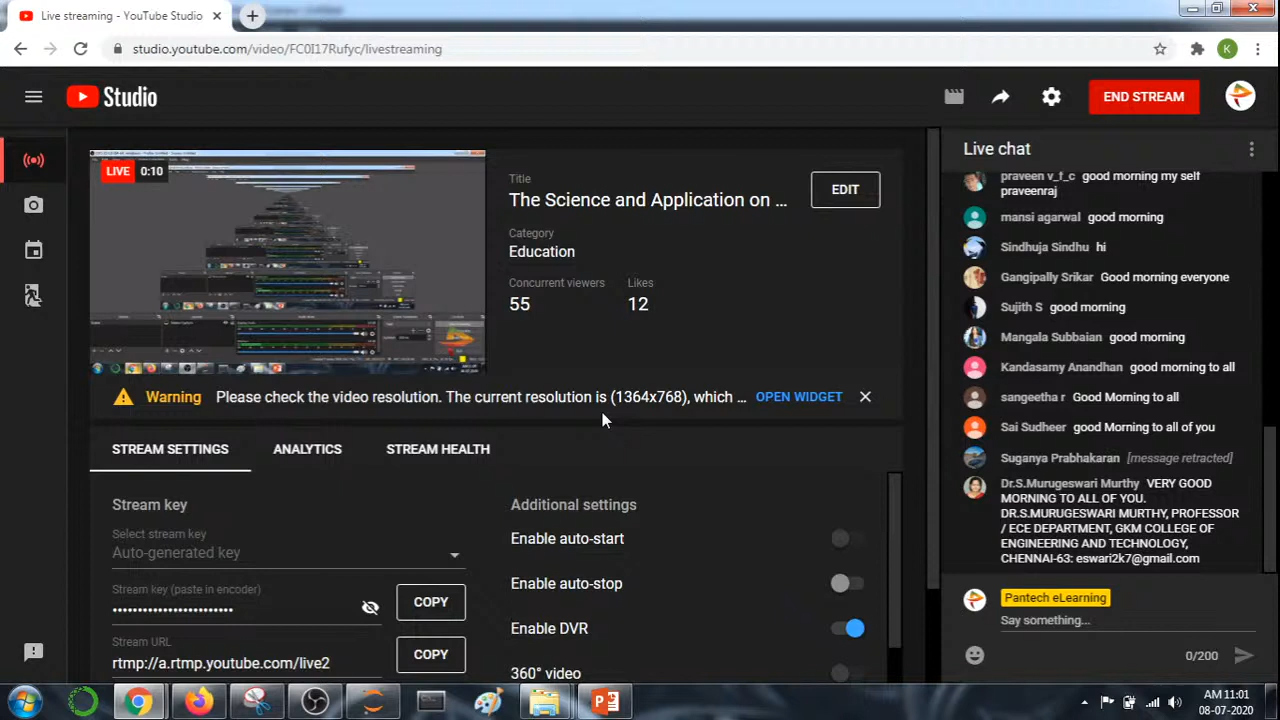 Live streaming - YouTube Studio
studio.youtube.com/video/FC0I17Rufyc/livestreaming
K
Studio
END STREAM
LIVE 0:10
Title
The Science and Application on ...
EDIT
Category
Education
Concurrent viewers
55
Likes
12
Warning Please check the video resolution. The current resolution is (1364x768), which ... OPEN WIDGET
STREAM SETTINGS
ANALYTICS
STREAM HEALTH
Stream key
Select stream key
Auto-generated key
Stream key (paste in encoder)
••••••••••••••••••••••••
COPY
Stream URL
rtmp://a.rtmp.youtube.com/live2
COPY
Additional settings
Enable auto-start
Enable auto-stop
Enable DVR
360° video
Live chat
praveen v_f_c good morning my self
praveenraj
mansi agarwal good morning
Sindhuja Sindhu hi
Gangipally Srikar Good morning everyone
Sujith S good morning
Mangala Subbaian good morning
Kandasamy Anandhan good morning to all
sangeetha r Good Morning to all
Sai Sudheer good Morning to all of you
Suganya Prabhakaran [message retracted]
Dr.S.Murugeswari Murthy VERY GOOD
MORNING TO ALL OF YOU.
DR.S.MURUGESWARI MURTHY, PROFESSOR
/ ECE DEPARTMENT, GKM COLLEGE OF
ENGINEERING AND TECHNOLOGY,
CHENNAI-63: eswari2k7@gmail.com
Pantech eLearning
Say something...
0/200
AM 11:01
08-07-2020